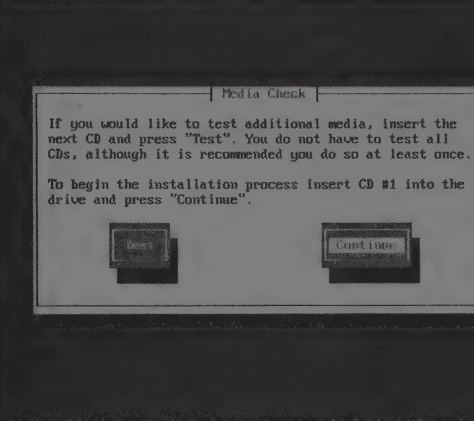 Media Check
If you would like to test additional media, insert the
next CD and press "Test". You do not have to test all
CDs, although it is recommended you do so at least once.
To begin the installation process insert CD #1 into the
drive and press "Continue".
Test Continue